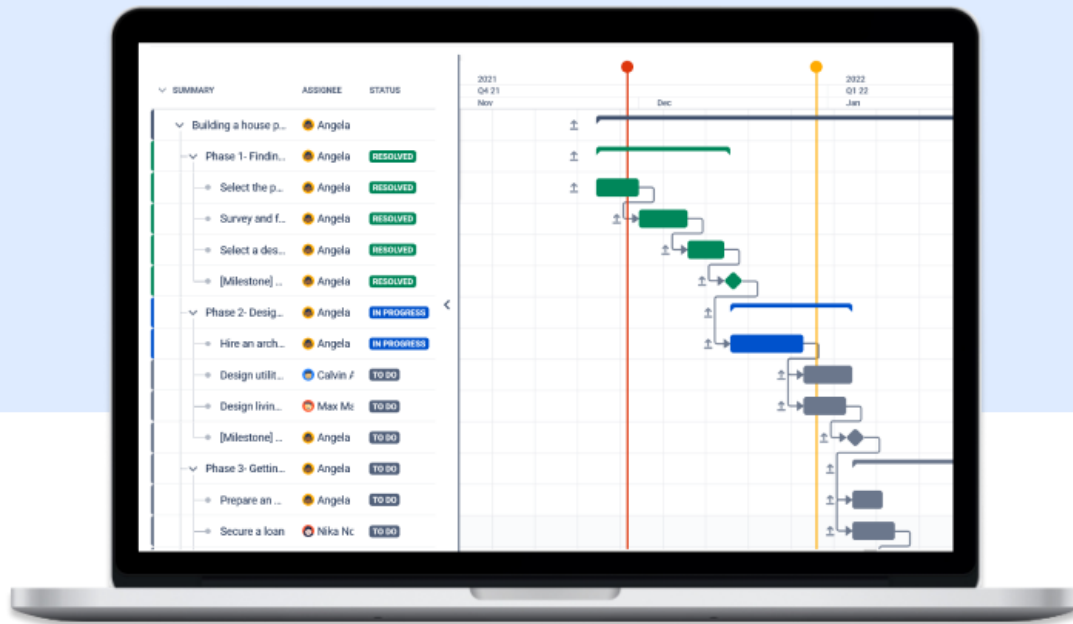 2021
2022
SUMMARY ASSIGNEE STATUS Q4 21 Q1 22
Nov Dec Jan
Building a house p... Angela
Phase 1- Findin... Angela RESOLVED
Select the p... Angela RESOLVED
Survey and f... Angela RESOLVED
Select a des... Angela RESOLVED
[Milestone] ... Angela RESOLVED
Phase 2- Desig... Angela IN PROGRESS
Hire an arch... Angela IN PROGRESS
Design utilit... Calvin A TO DO
Design livin... Max Ma TO DO
[Milestone] ... Angela TO DO
Phase 3- Gettin... Angela TO DO
Prepare an ... Angela TO DO
Secure a loan Nika Nc TO DO